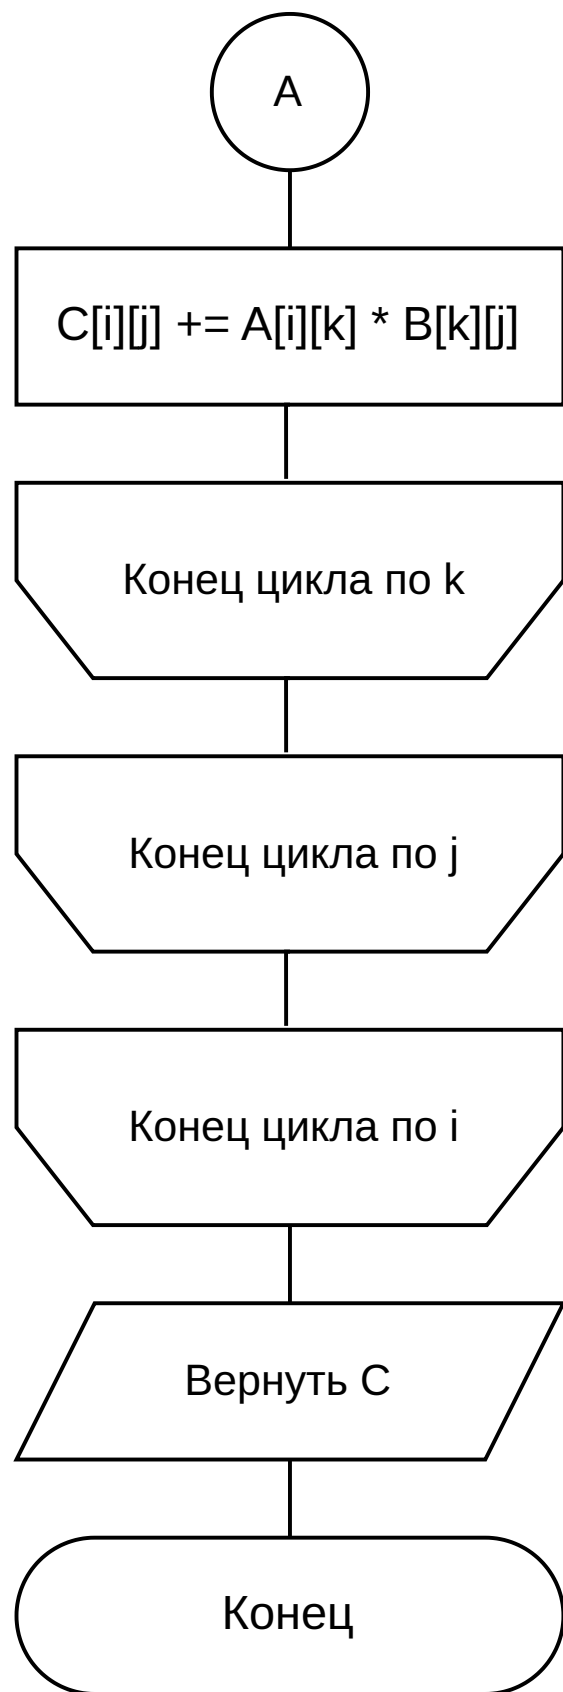 A
C[i][j] += A[i][k] * B[k][j]
Конец цикла по k
Конец цикла по j
Конец цикла по i
Вернуть C
Конец